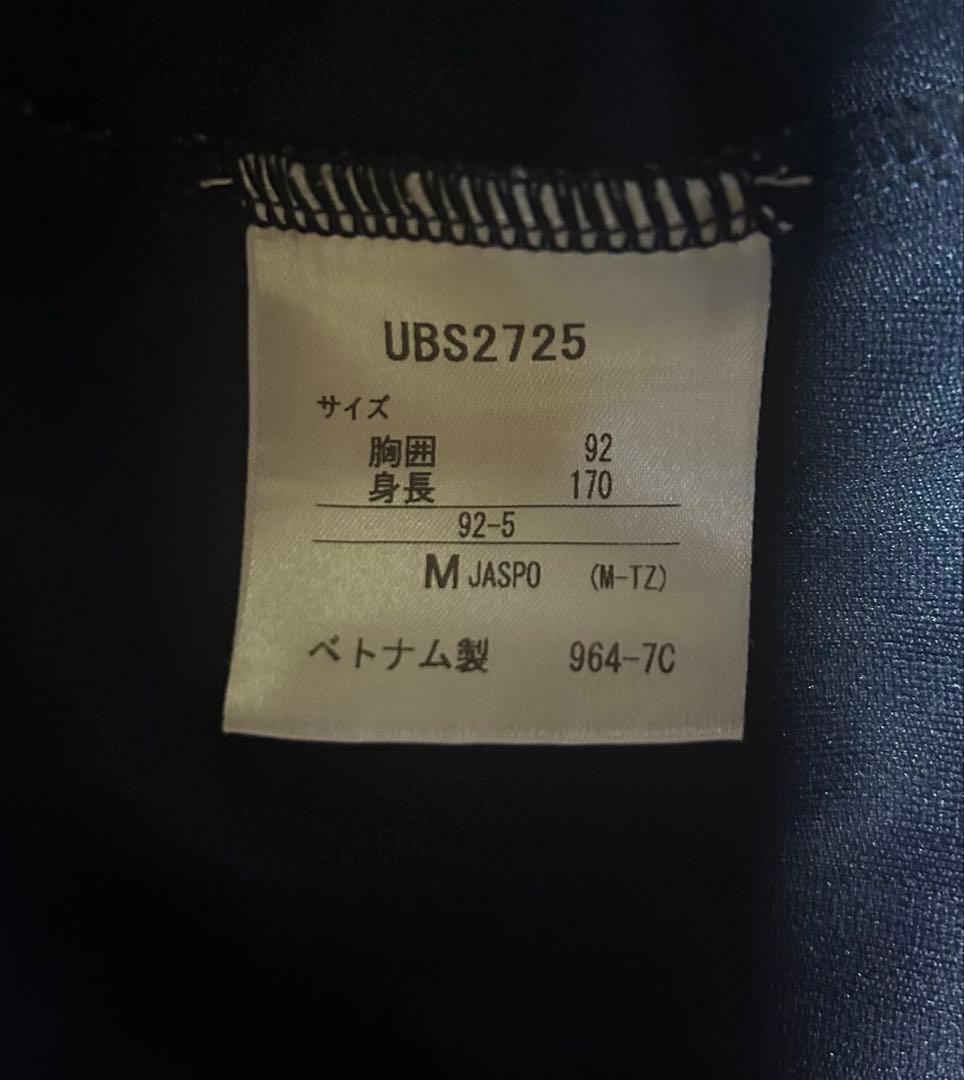 UBS2725
サイズ
胸囲 92
身長 170
92-5
M JASPO (M-TZ)
ベトナム製 964-7C